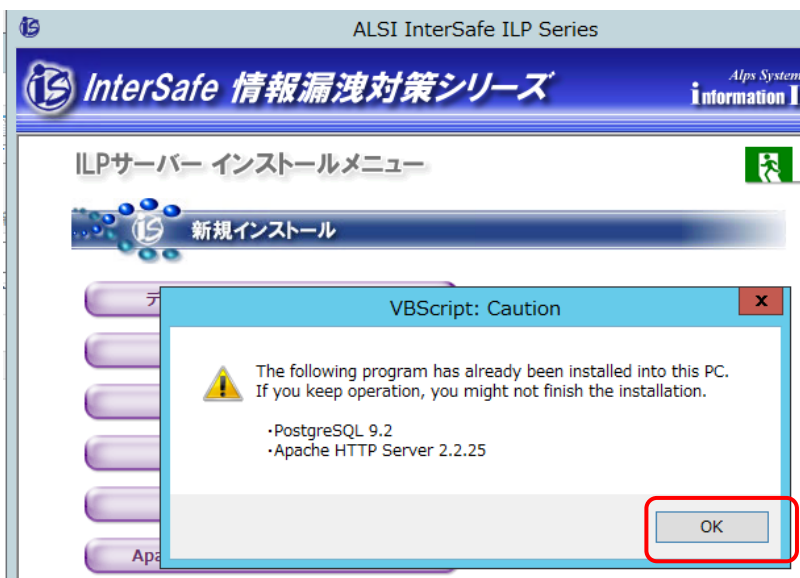 ALSI InterSafe ILP Series
InterSafe 情報漏洩対策シリーズ
Alps System
information I
ILPサーバー インストールメニュー
新規インストール
デ
VBScript: Caution
The following program has already been installed into this PC.
If you keep operation, you might not finish the installation.
・PostgreSQL 9.2
・Apache HTTP Server 2.2.25
OK
Apa